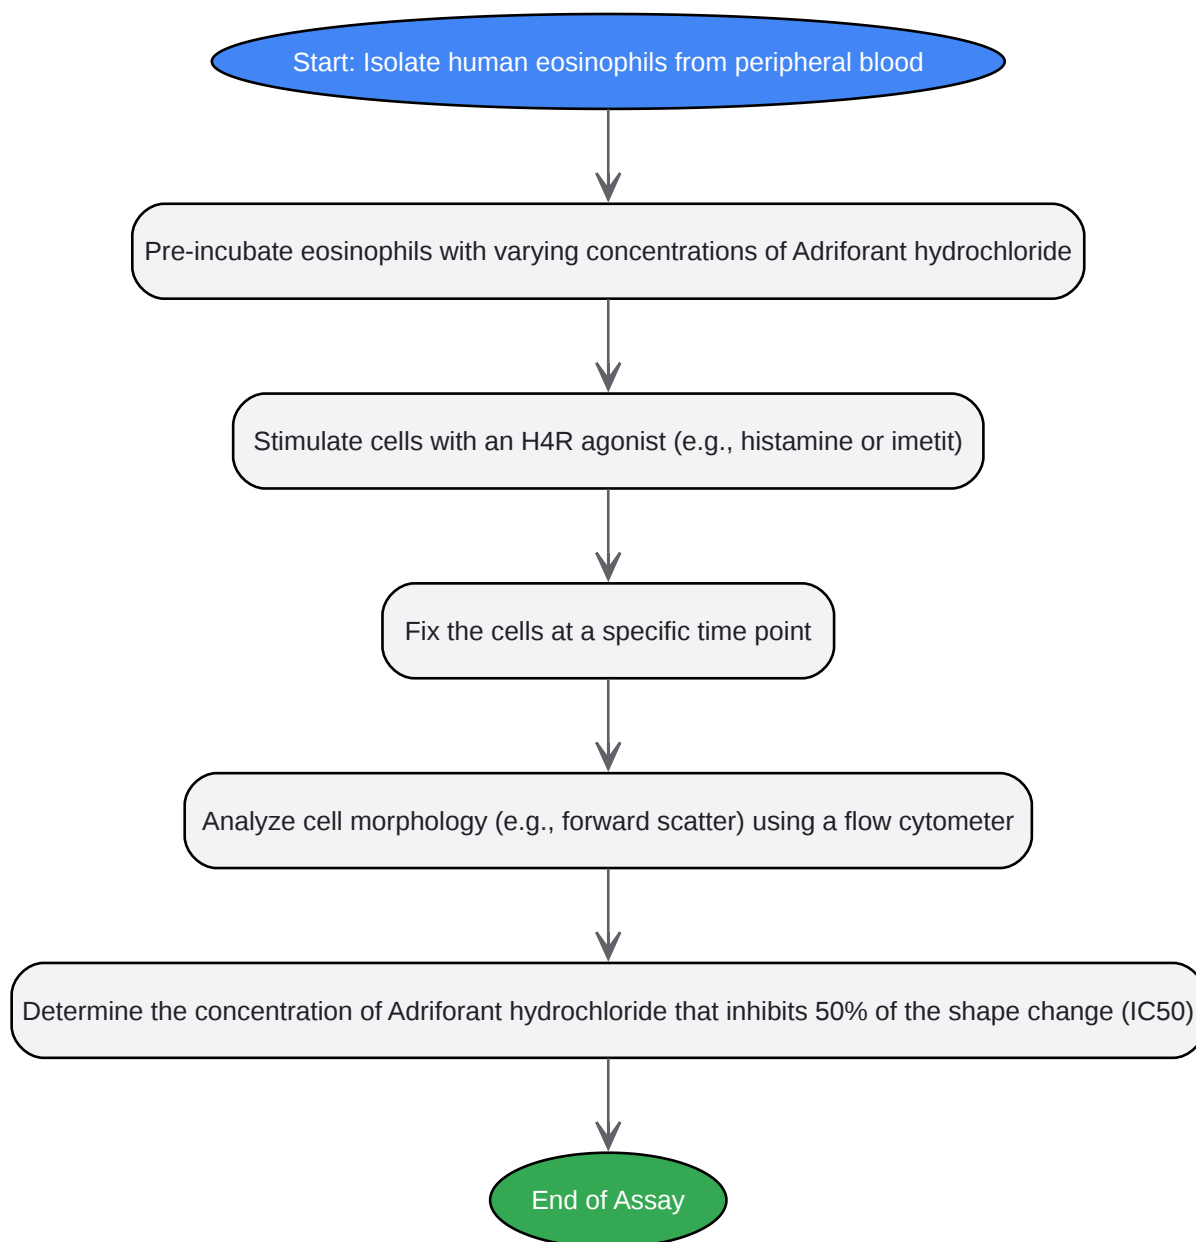 Start: Isolate human eosinophils from peripheral blood
Pre-incubate eosinophils with varying concentrations of Adriforant hydrochloride
Stimulate cells with an H4R agonist (e.g., histamine or imetit)
Fix the cells at a specific time point
Analyze cell morphology (e.g., forward scatter) using a flow cytometer
Determine the concentration of Adriforant hydrochloride that inhibits 50% of the shape change (IC50)
End of Assay